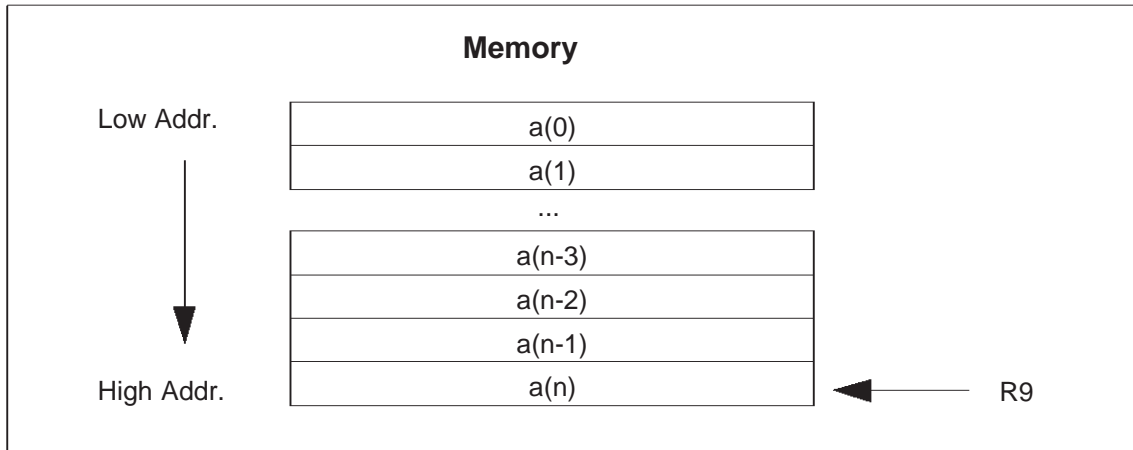 Memory
Low Addr.
a(0)
a(1)
...
a(n-3)
a(n-2)
a(n-1)
High Addr.
a(n)
R9